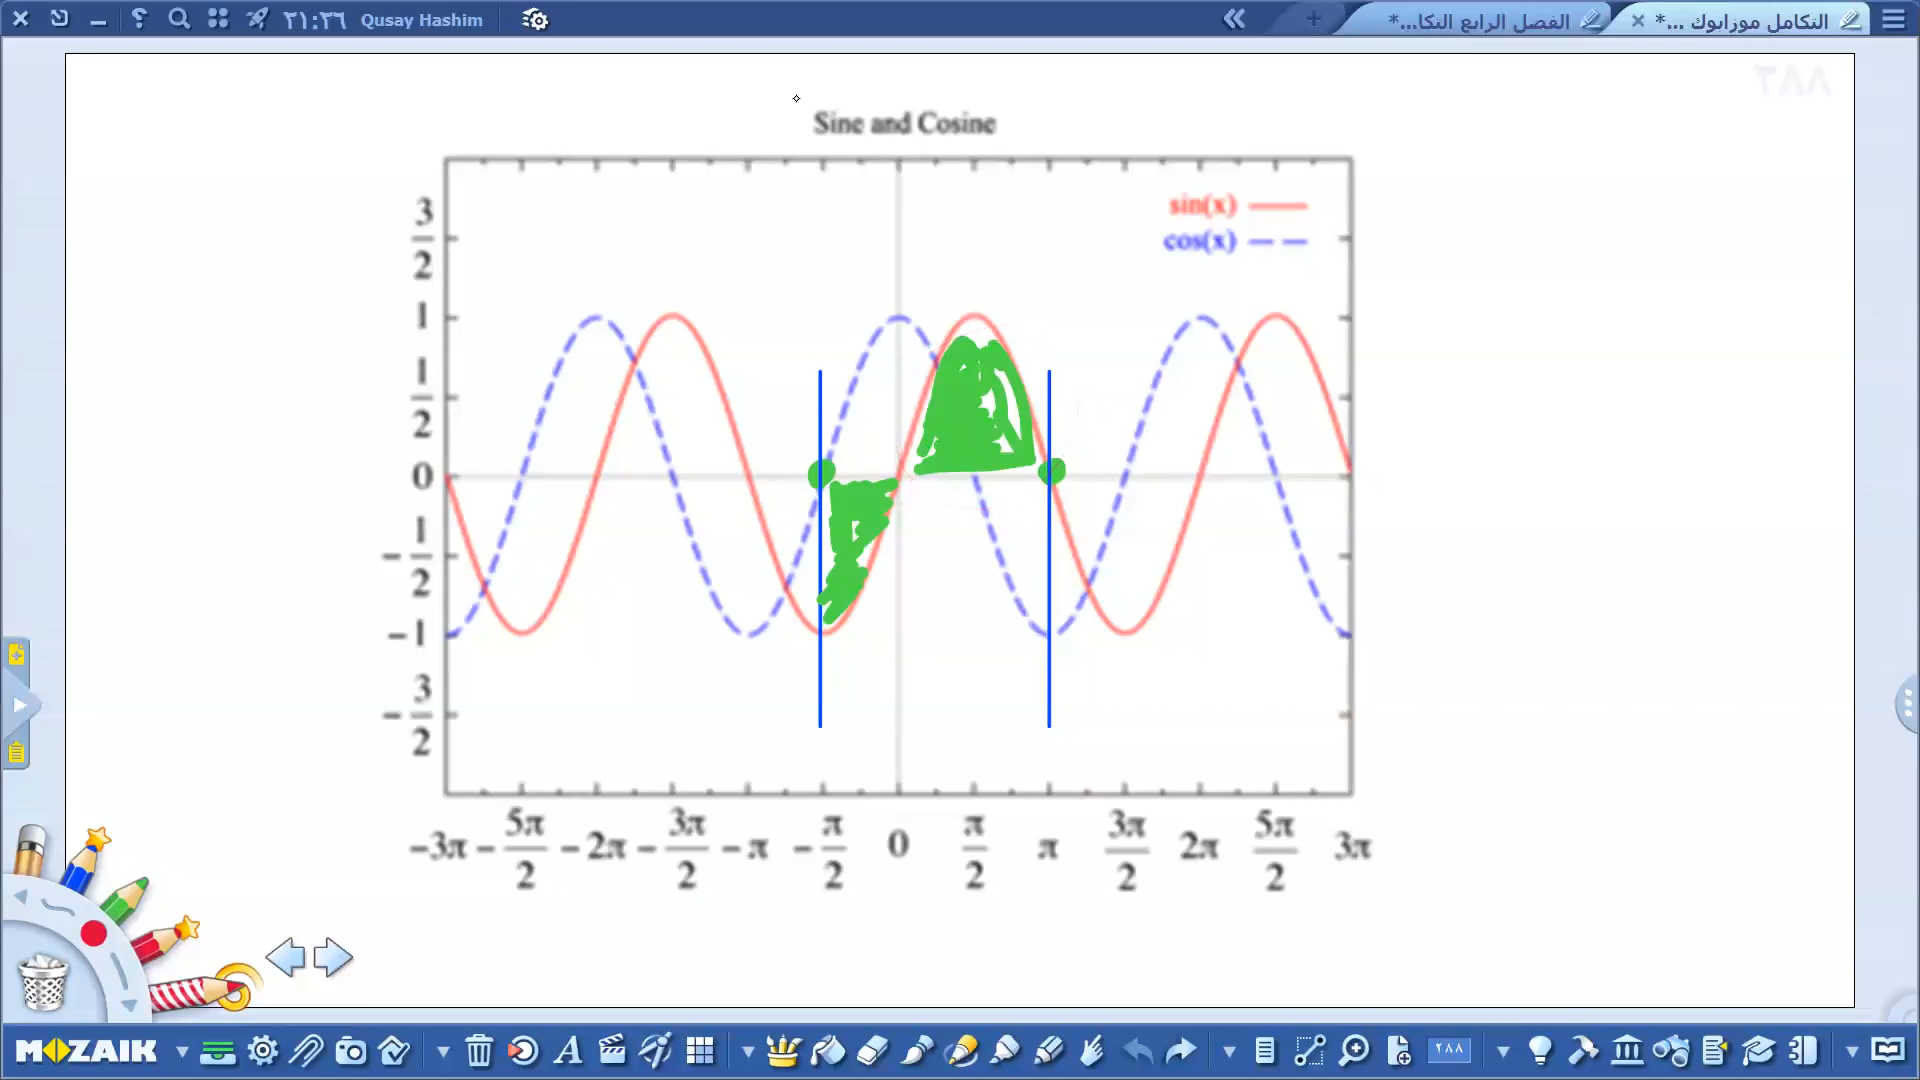 ٢١:٢٦ Qusay Hashim
الفصل الرابع التكا...*
التكامل موزابوك ...*
٢٨٨
Sine and Cosine
sin(x)
cos(x)
3/2
1
1/2
0
-1/2
-1
-3/2
-3π -5π/2 -2π -3π/2 -π -π/2 0 π/2 π 3π/2 2π 5π/2 3π
MOZAIK
A
٢٨٨